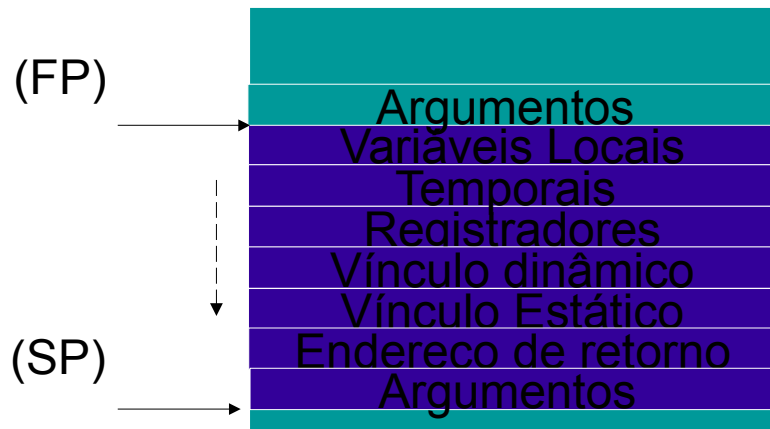 (FP)
Argumentos
Variáveis Locais
Temporais
Registradores
Vínculo dinâmico
Vínculo Estático
Endereco de retorno
(SP)
Argumentos